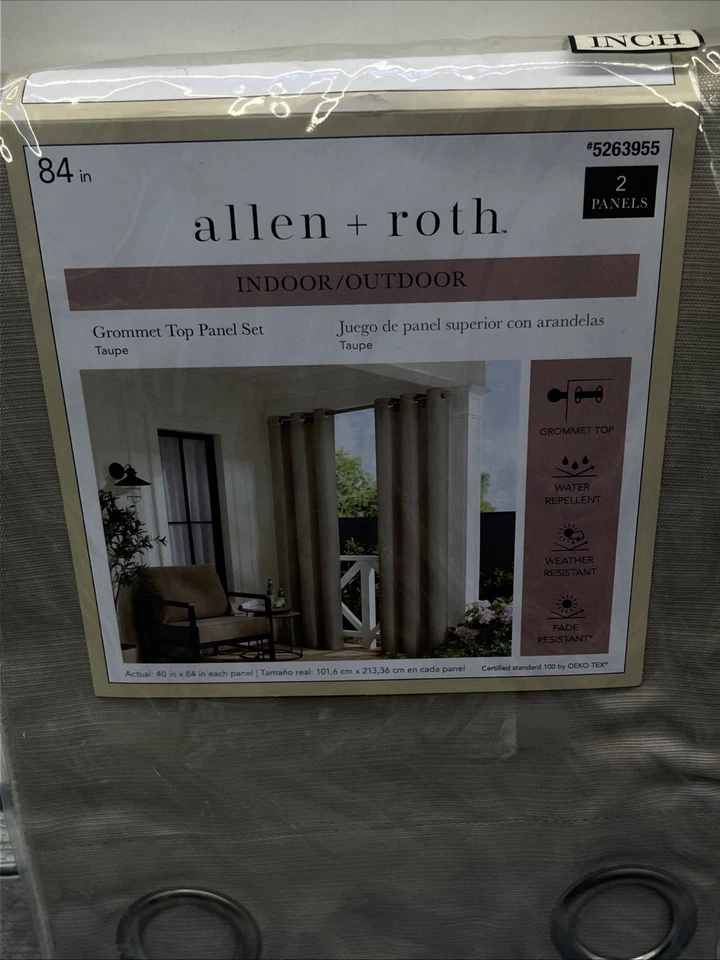 INCH
84 in
#5263955
2
PANELS
allen + roth™
INDOOR/OUTDOOR
Grommet Top Panel Set
Taupe
Juego de panel superior con arandelas
Taupe
GROMMET TOP
WATER
REPELLENT
WEATHER
RESISTANT
FADE
RESISTANT*
Actual: 40 in x 84 in each panel | Tamaño real: 101,6 cm x 213,36 cm en cada panel
Certified standard 100 by OEKO-TEX®